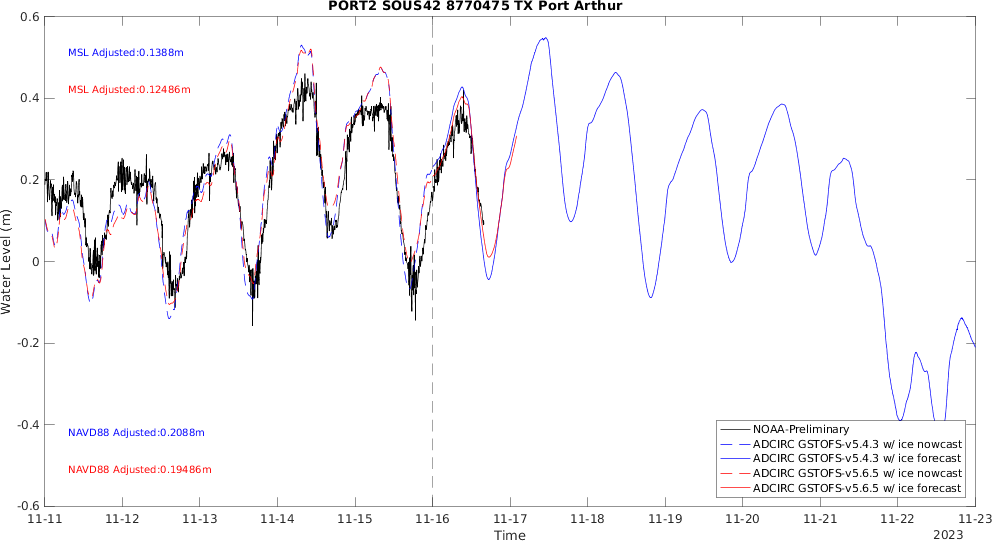 PORT2 SOUS42 8770475 TX Port Arthur
0.6
0.4
0.2
0
-0.2
-0.4
-0.6
Water Level (m)
MSL Adjusted:0.1388m
MSL Adjusted:0.12486m
NAVD88 Adjusted:0.2088m
NAVD88 Adjusted:0.19486m
NOAA-Preliminary
ADCIRC GSTOFS-v5.4.3 w/ ice nowcast
ADCIRC GSTOFS-v5.4.3 w/ ice forecast
ADCIRC GSTOFS-v5.6.5 w/ ice nowcast
ADCIRC GSTOFS-v5.6.5 w/ ice forecast
11-11 11-12 11-13 11-14 11-15 11-16 11-17 11-18 11-19 11-20 11-21 11-22 11-23
Time
2023